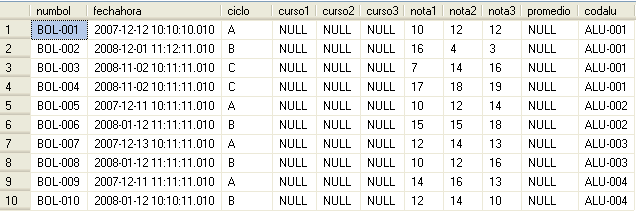 numbol fechahora ciclo curso1 curso2 curso3 nota1 nota2 nota3 promedio codalu
1 BOL-001 2007-12-12 10:10:10.010 A NULL NULL NULL 10 12 12 NULL ALU-001
2 BOL-002 2008-12-01 11:12:11.010 B NULL NULL NULL 16 4 3 NULL ALU-001
3 BOL-003 2008-11-02 10:11:11.010 C NULL NULL NULL 7 14 16 NULL ALU-001
4 BOL-004 2008-11-02 10:11:11.010 C NULL NULL NULL 17 18 19 NULL ALU-001
5 BOL-005 2007-12-11 10:11:11.010 A NULL NULL NULL 10 12 14 NULL ALU-002
6 BOL-006 2008-01-12 11:11:11.010 B NULL NULL NULL 15 15 18 NULL ALU-002
7 BOL-007 2007-12-13 10:11:11.010 A NULL NULL NULL 12 14 13 NULL ALU-003
8 BOL-008 2008-01-12 11:11:11.010 B NULL NULL NULL 10 12 16 NULL ALU-003
9 BOL-009 2007-12-11 11:11:11.010 A NULL NULL NULL 14 16 13 NULL ALU-004
10 BOL-010 2008-01-12 10:10:11.010 B NULL NULL NULL 12 14 10 NULL ALU-004